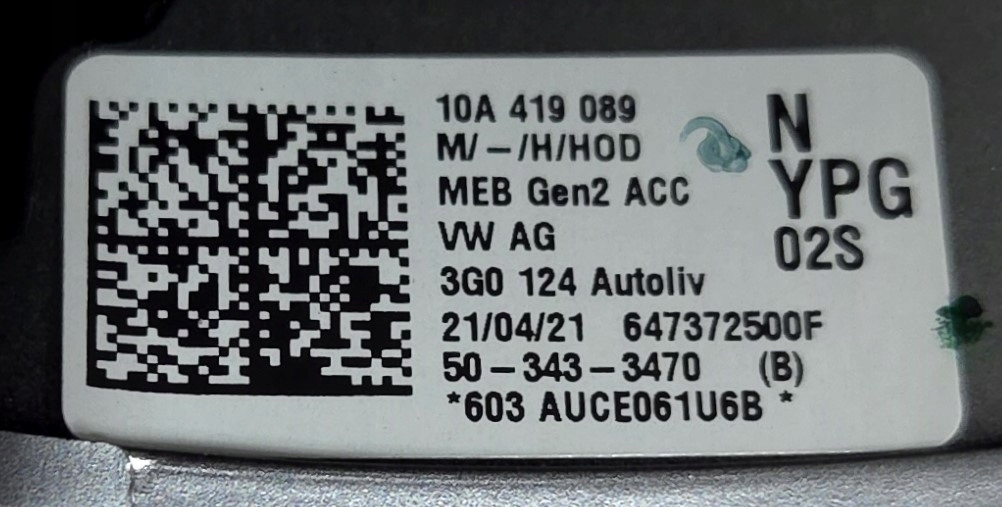 10A 419 089
M/–/H/HOD
MEB Gen2 ACC
VW AG
3G0 124 Autoliv
21/04/21 647372500F
50–343–3470 (B)
*603 AUCE061U6B *
N
YPG
02S